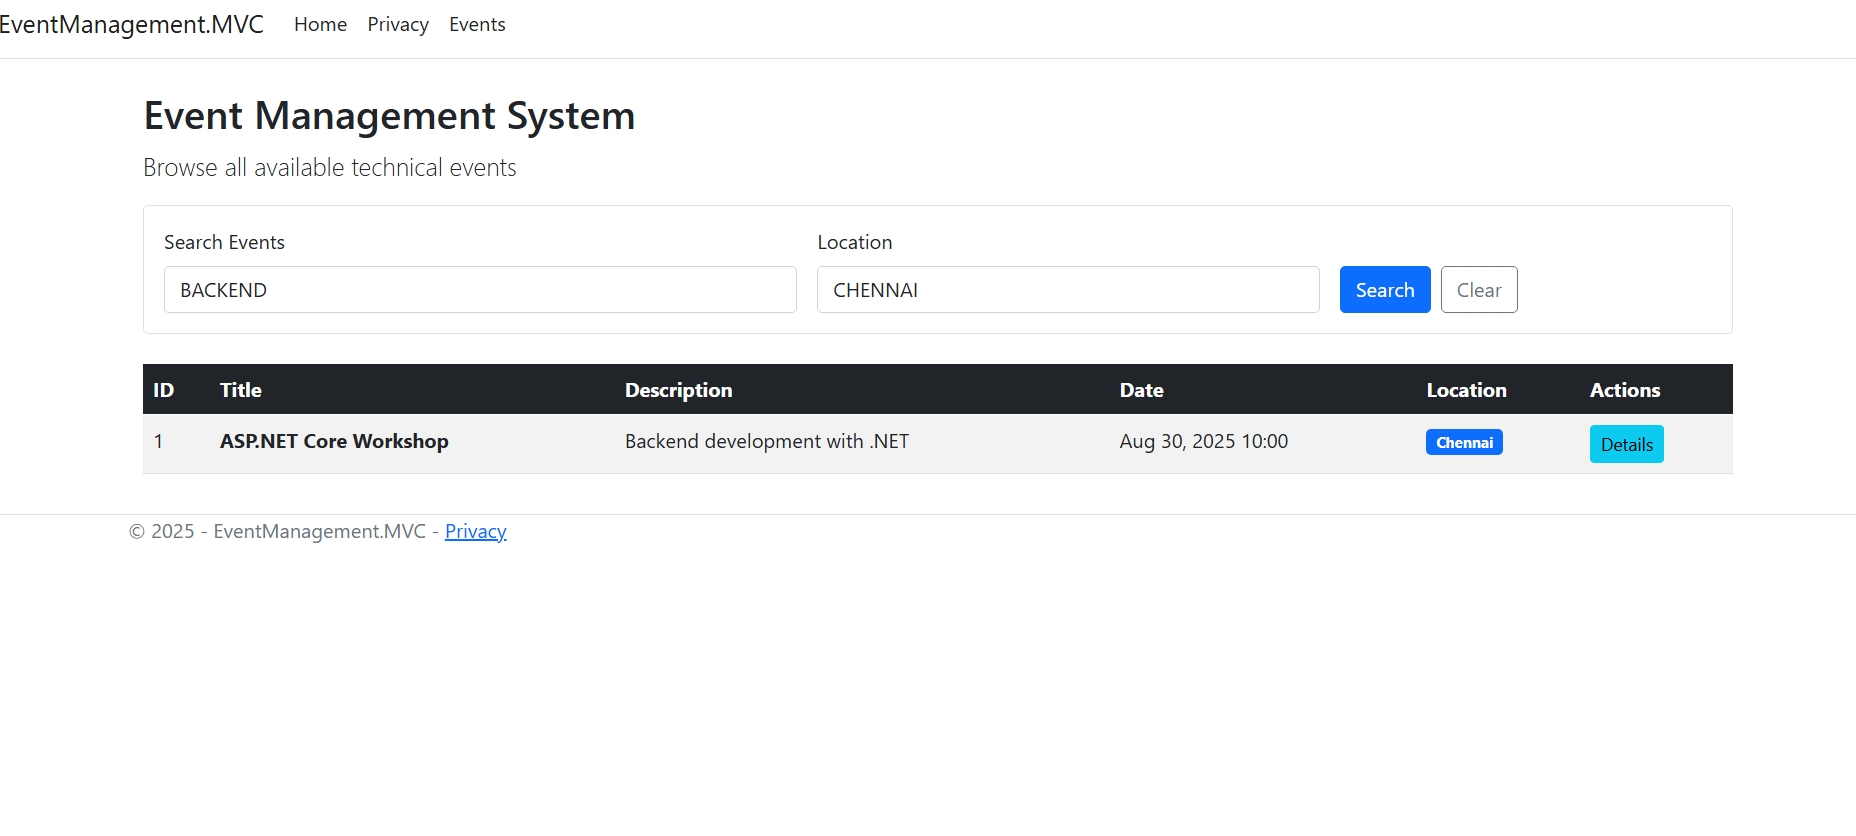 EventManagement.MVC Home Privacy Events
Event Management System
Browse all available technical events
Search Events Location
BACKEND CHENNAI Search Clear
ID Title Description Date Location Actions
1 ASP.NET Core Workshop Backend development with .NET Aug 30, 2025 10:00 Chennai Details
© 2025 - EventManagement.MVC - Privacy